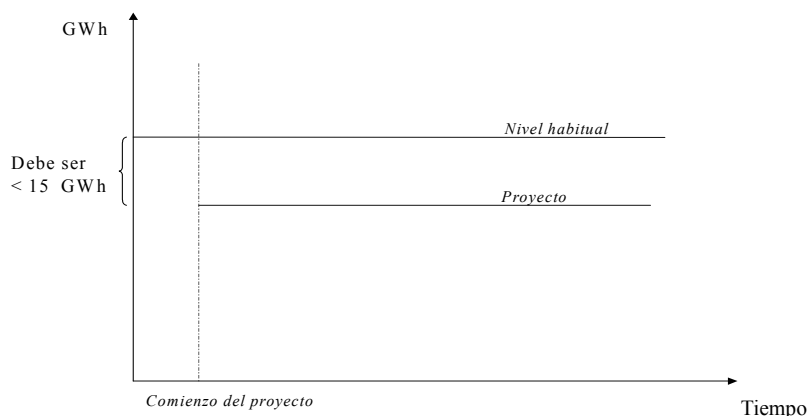 GWh
Nivel habitual
Debe ser
< 15 GWh
Proyecto
Comienzo del proyecto
Tiempo